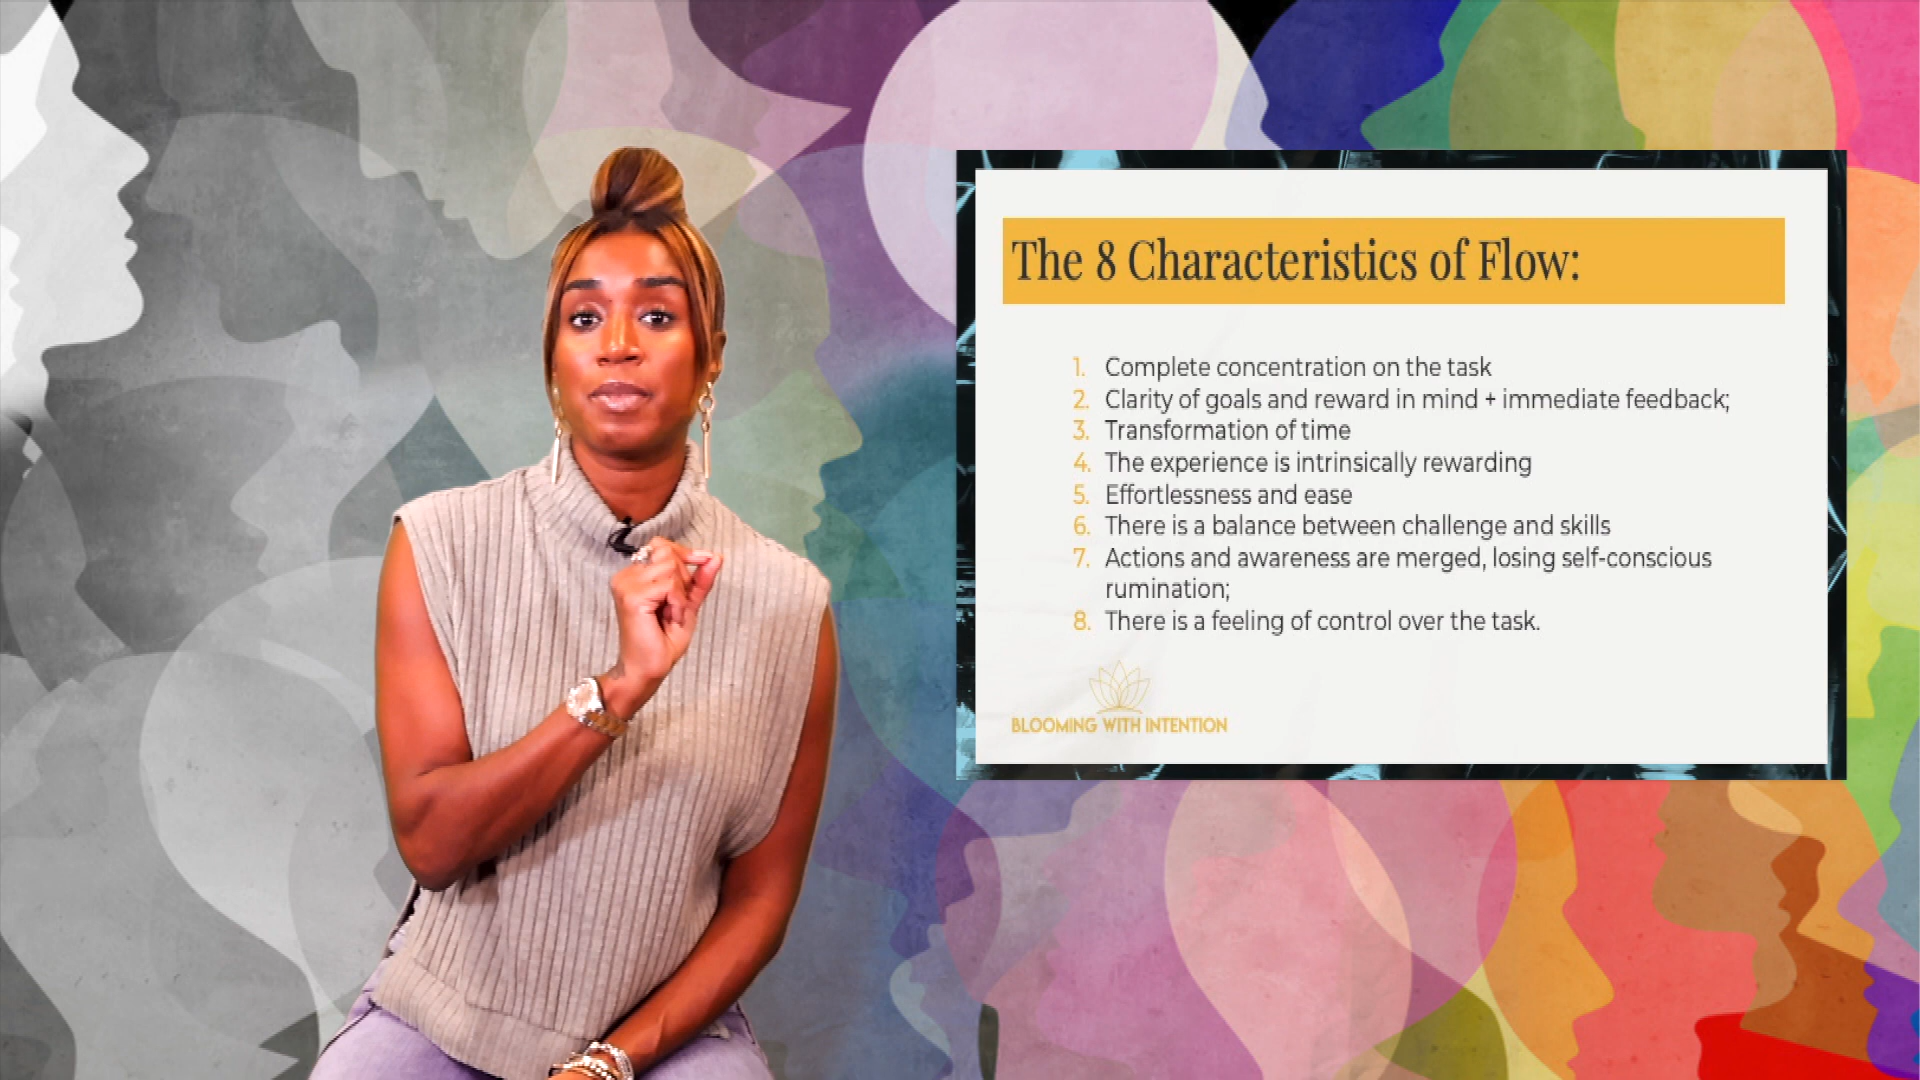 The 8 Characteristics of Flow:
1. Complete concentration on the task
2. Clarity of goals and reward in mind + immediate feedback;
3. Transformation of time
4. The experience is intrinsically rewarding
5. Effortlessness and ease
6. There is a balance between challenge and skills
7. Actions and awareness are merged, losing self-conscious
rumination;
8. There is a feeling of control over the task.
BLOOMING WITH INTENTION